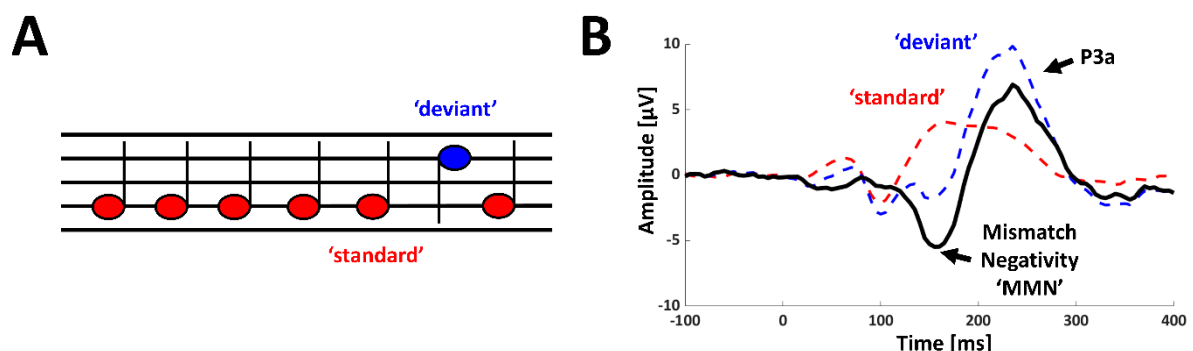 A
'deviant'
'standard'
B
'deviant'
P3a
'standard'
Mismatch
Negativity
'MMN'
Amplitude [µV]
10
5
0
-5
-10
-100
0
100
200
300
400
Time [ms]